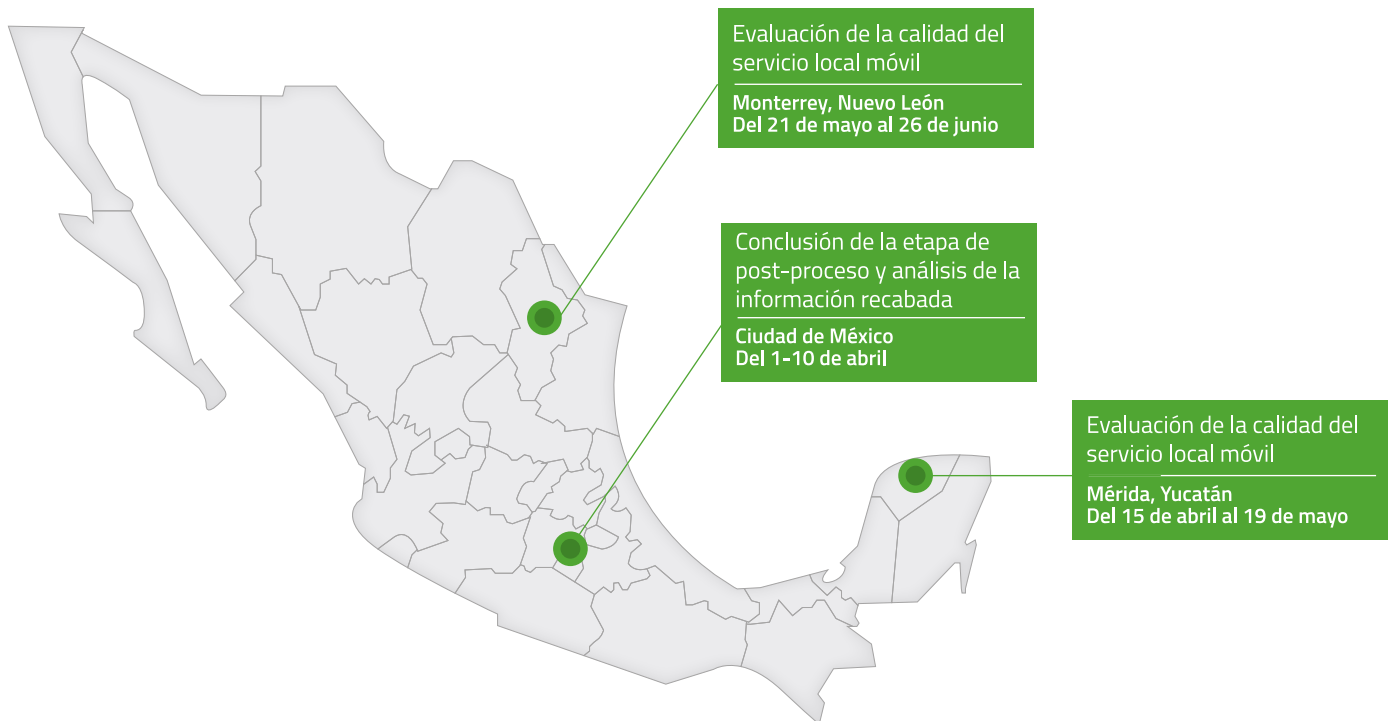 Evaluación de la calidad del
servicio local móvil
Monterrey, Nuevo León
Del 21 de mayo al 26 de junio
Conclusión de la etapa de
post-proceso y análisis de la
información recabada
Ciudad de México
Del 1-10 de abril
Evaluación de la calidad del
servicio local móvil
Mérida, Yucatán
Del 15 de abril al 19 de mayo